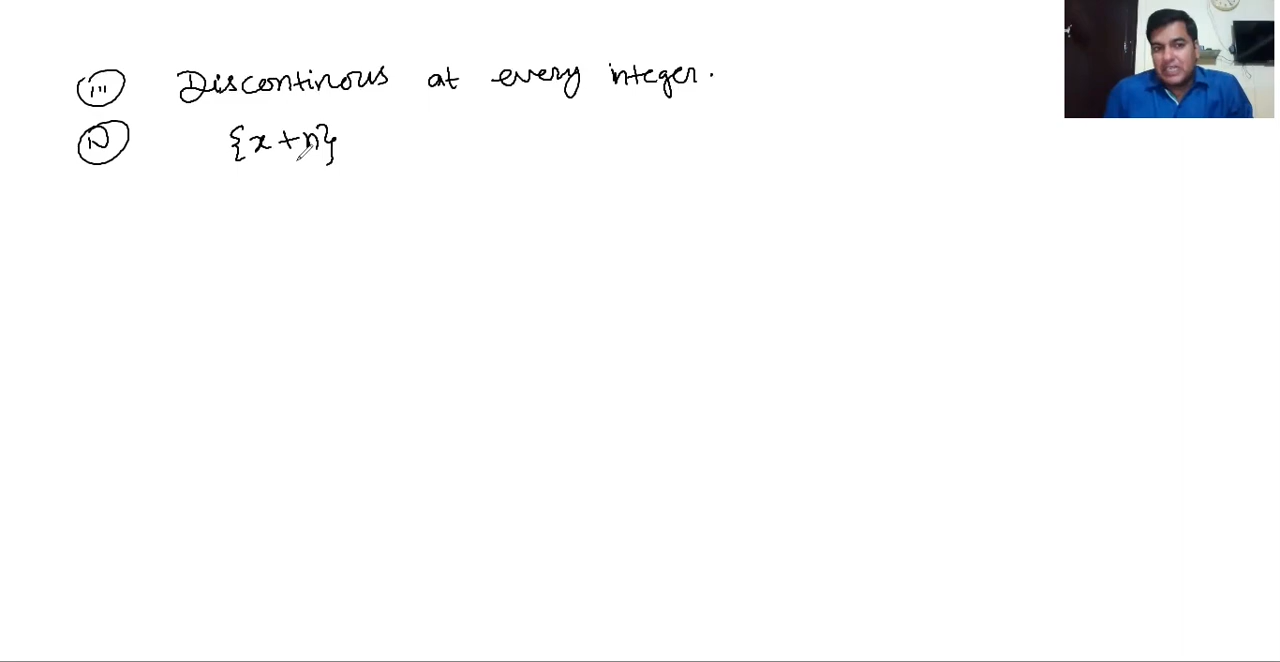 (iii) Discontinous at every integer.
(iv) {x+n}